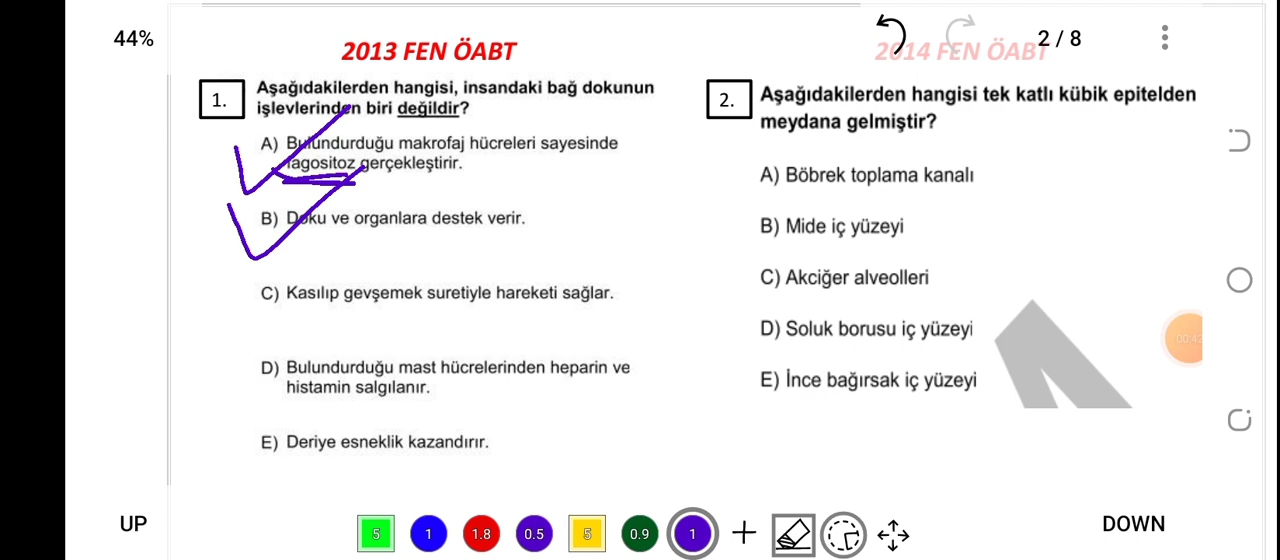 44%
2013 FEN ÖABT
2014 FEN ÖABT
2 / 8
1.
Aşağıdakilerden hangisi, insandaki bağ dokunun
işlevlerinden biri değildir?
A) Bulundurduğu makrofaj hücreleri sayesinde
fagositoz gerçekleştirir.
B) Doku ve organlara destek verir.
C) Kasılıp gevşemek suretiyle hareketi sağlar.
D) Bulundurduğu mast hücrelerinden heparin ve
histamin salgılanır.
E) Deriye esneklik kazandırır.
2.
Aşağıdakilerden hangisi tek katlı kübik epitelden
meydana gelmiştir?
A) Böbrek toplama kanalı
B) Mide iç yüzeyi
C) Akciğer alveolleri
D) Soluk borusu iç yüzeyi
E) İnce bağırsak iç yüzeyi
00:42
UP
5
1
1.8
0.5
5
0.9
1
DOWN